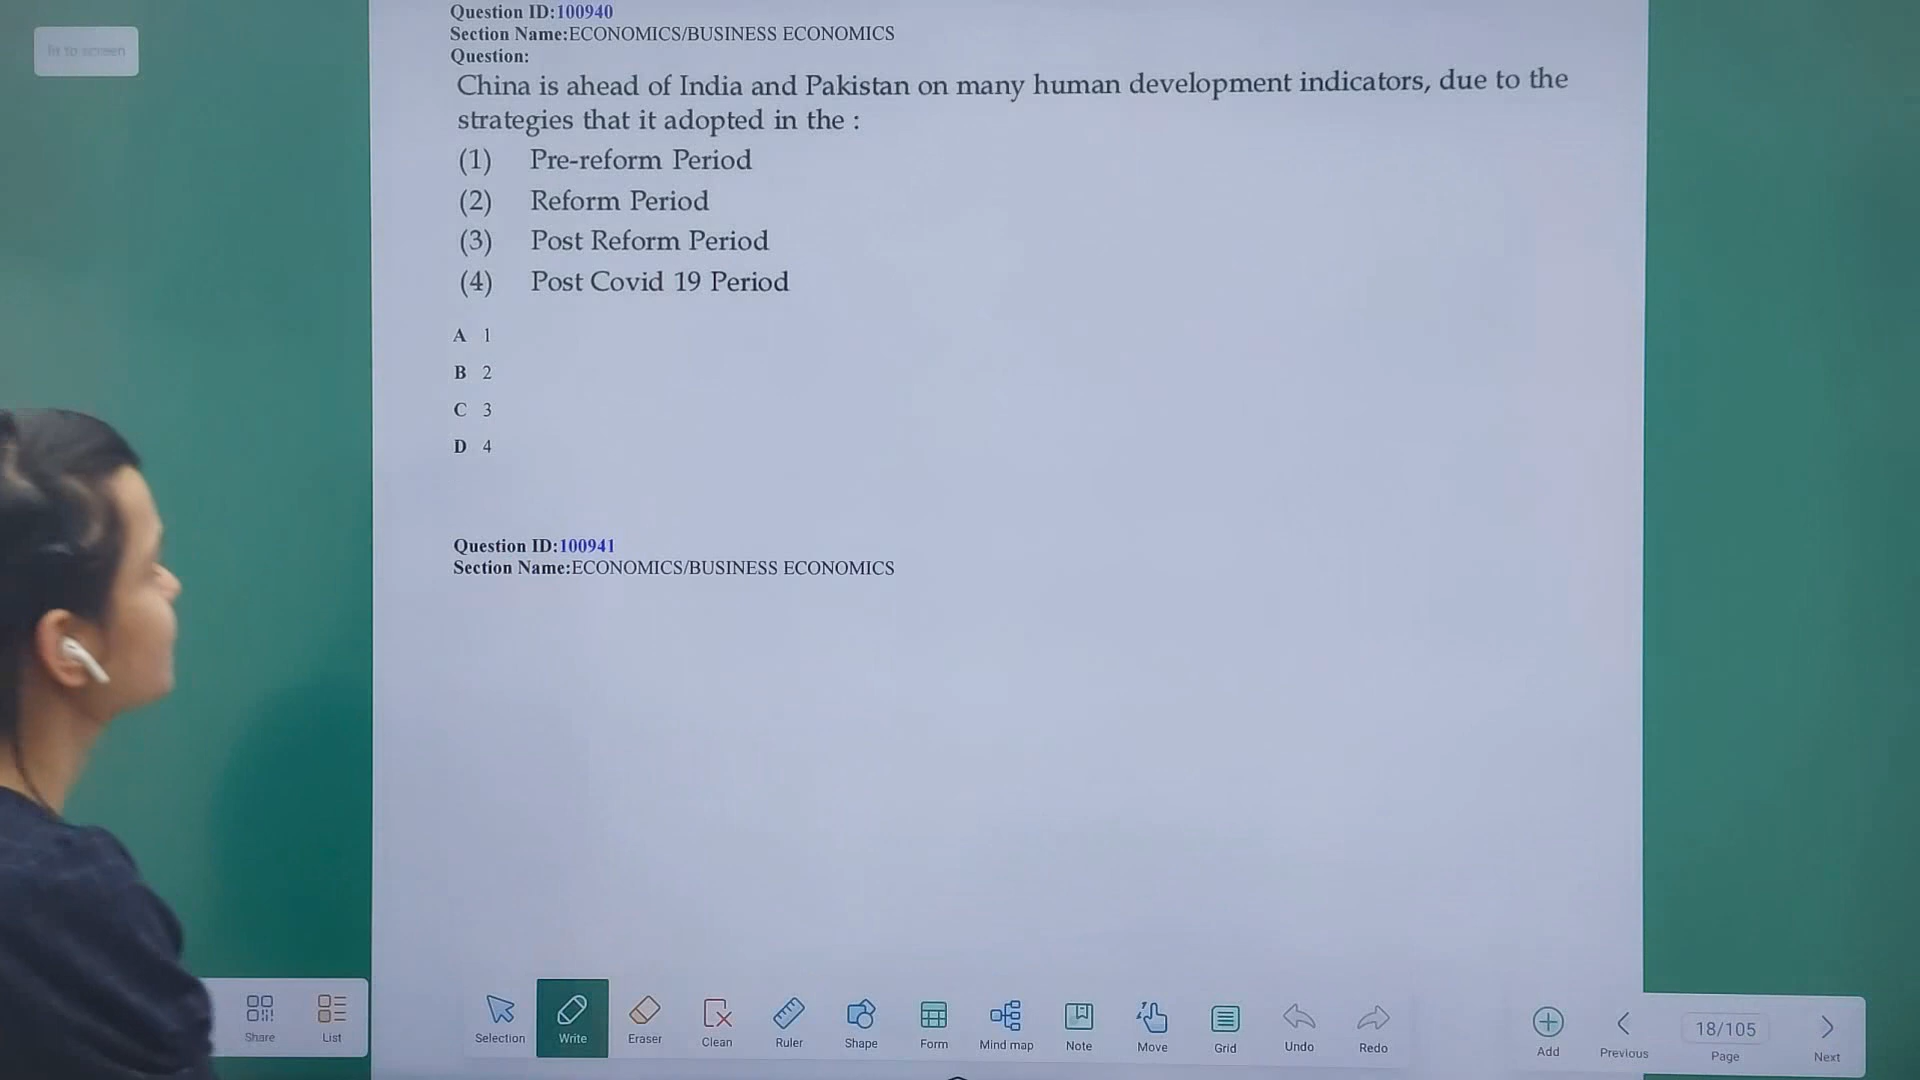 fit to screen
Question ID:100940
Section Name:ECONOMICS/BUSINESS ECONOMICS
Question:
China is ahead of India and Pakistan on many human development indicators, due to the
strategies that it adopted in the :
(1) Pre-reform Period
(2) Reform Period
(3) Post Reform Period
(4) Post Covid 19 Period
A 1
B 2
C 3
D 4
Question ID:100941
Section Name:ECONOMICS/BUSINESS ECONOMICS
Share
List
Selection
Write
Eraser
Clean
Ruler
Shape
Form
Mind map
Note
Move
Grid
Undo
Redo
Add
Previous
18/105
Page
Next